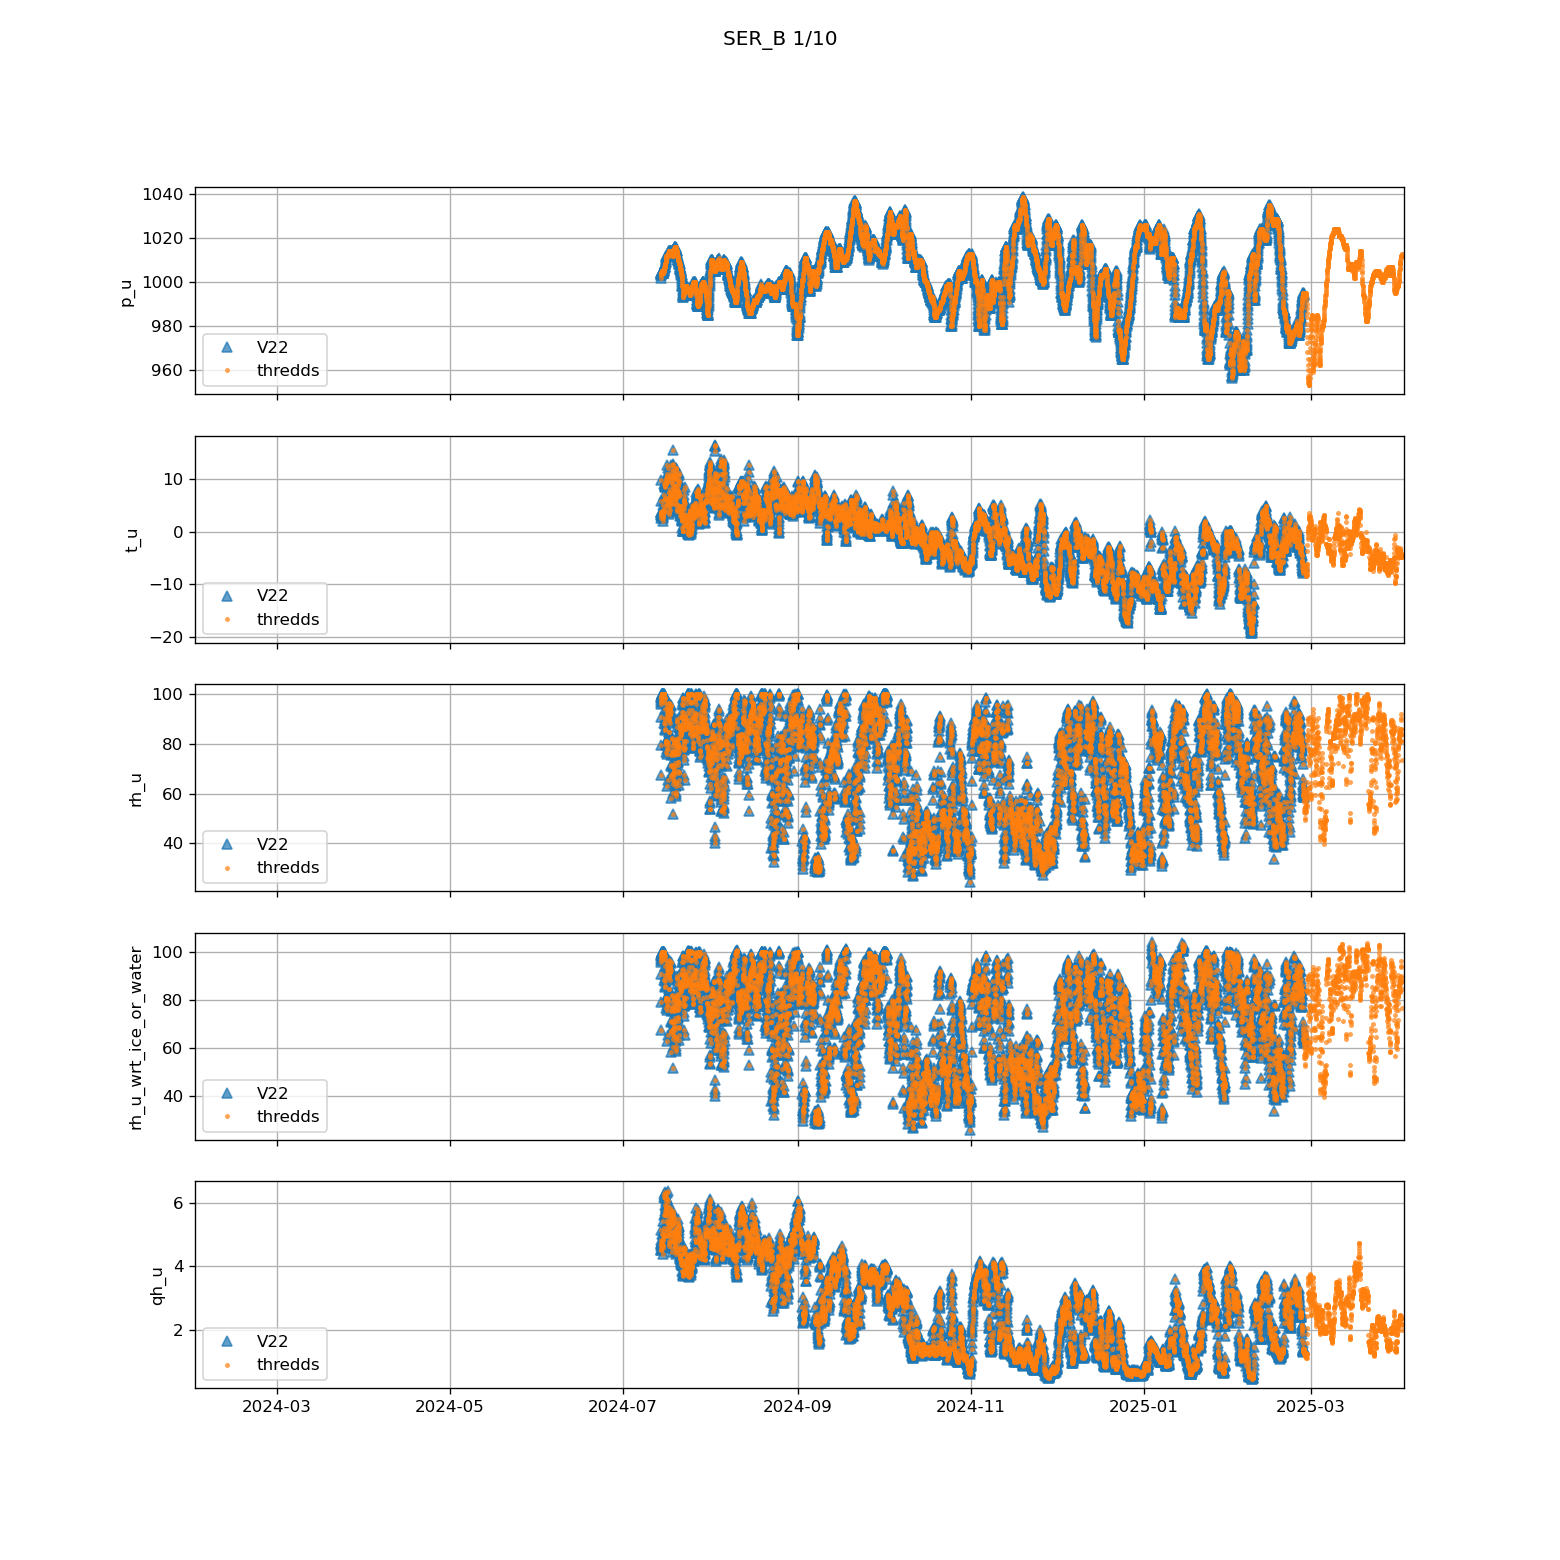 SER_B 1/10
1040
1020
1000
980
960
p_u
V22
thredds
10
0
−10
−20
t_u
V22
thredds
100
80
60
40
rh_u
V22
thredds
100
80
60
40
rh_u_wrt_ice_or_water
V22
thredds
6
4
2
qh_u
V22
thredds
2024-03 2024-05 2024-07 2024-09 2024-11 2025-01 2025-03